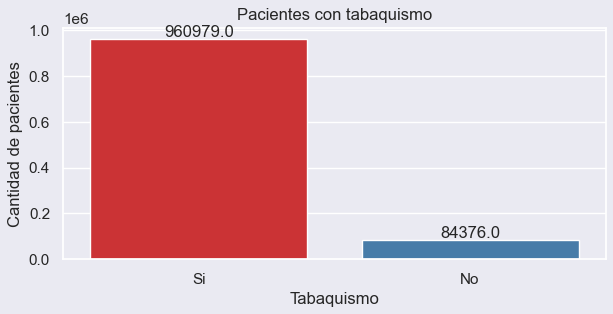 Pacientes con tabaquismo
1e6
Cantidad de pacientes
1.0
0.8
0.6
0.4
0.2
0.0
960979.0
84376.0
Si
No
Tabaquismo